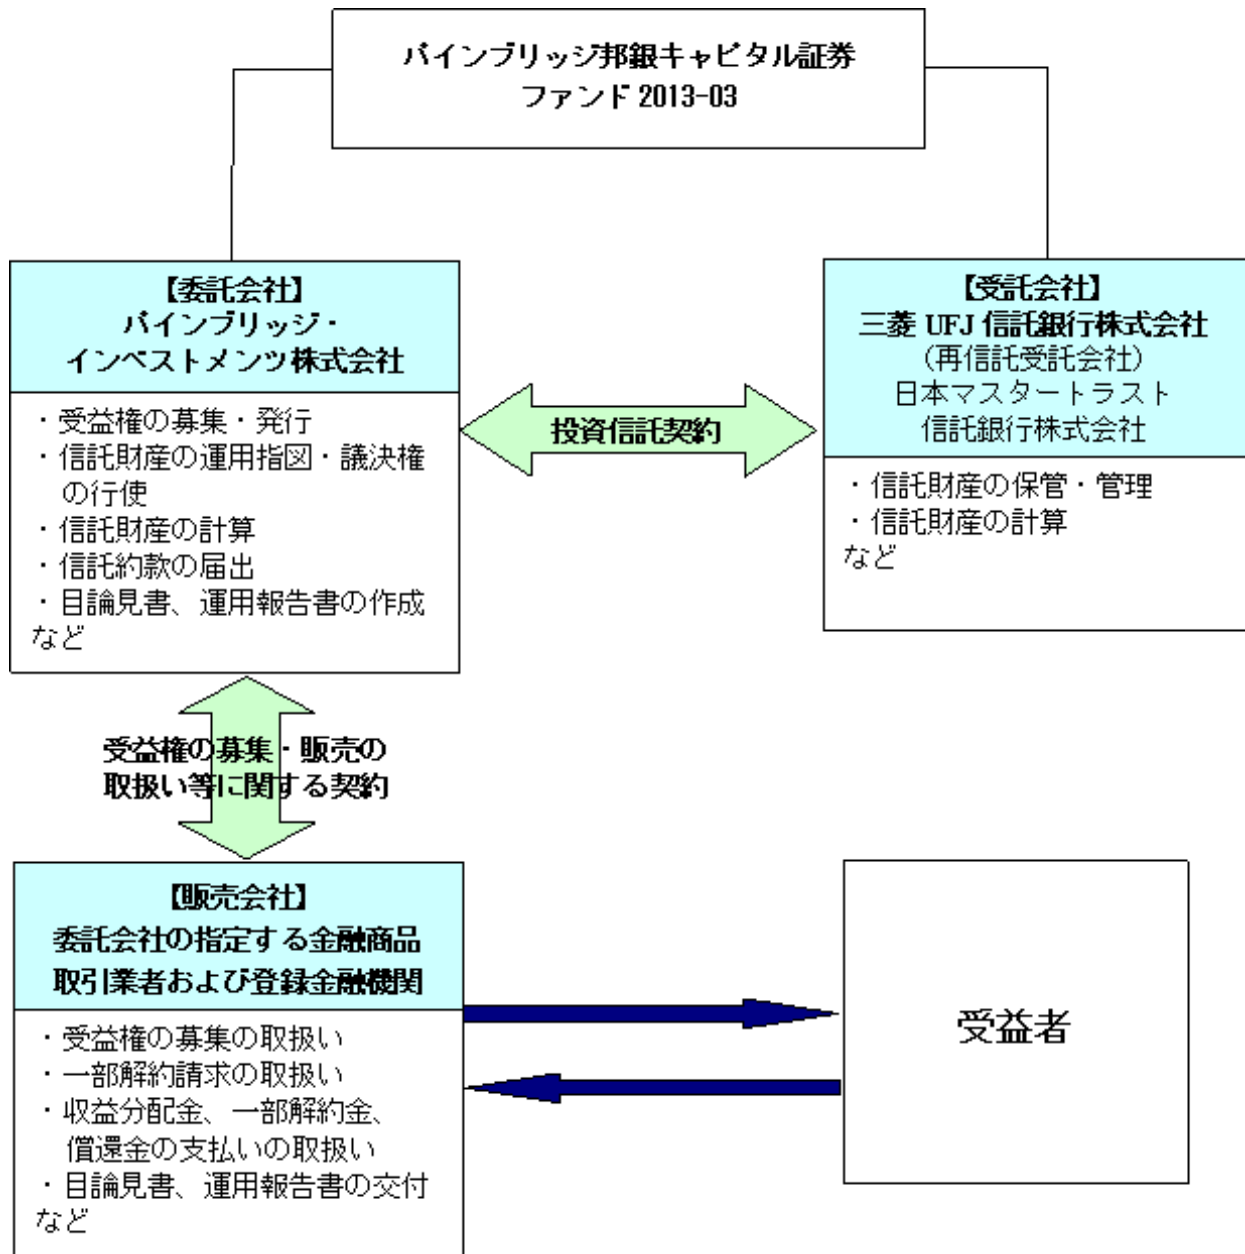 パインブリッジ邦銀キャピタル証券
ファンド 2013-03
【委託会社】
パインブリッジ・
インベストメンツ株式会社
・受益権の募集・発行
・信託財産の運用指図・議決権
の行使
・信託財産の計算
・信託約款の届出
・目論見書、運用報告書の作成
など
投資信託契約
【受託会社】
三菱 UFJ 信託銀行株式会社
(再信託受託会社)
日本マスタートラスト
信託銀行株式会社
・信託財産の保管・管理
・信託財産の計算
など
受益権の募集・販売の
取扱い等に関する契約
【販売会社】
委託会社の指定する金融商品
取引業者および登録金融機関
・受益権の募集の取扱い
・一部解約請求の取扱い
・収益分配金、一部解約金、
償還金の支払いの取扱い
・目論見書、運用報告書の交付
など
受益者